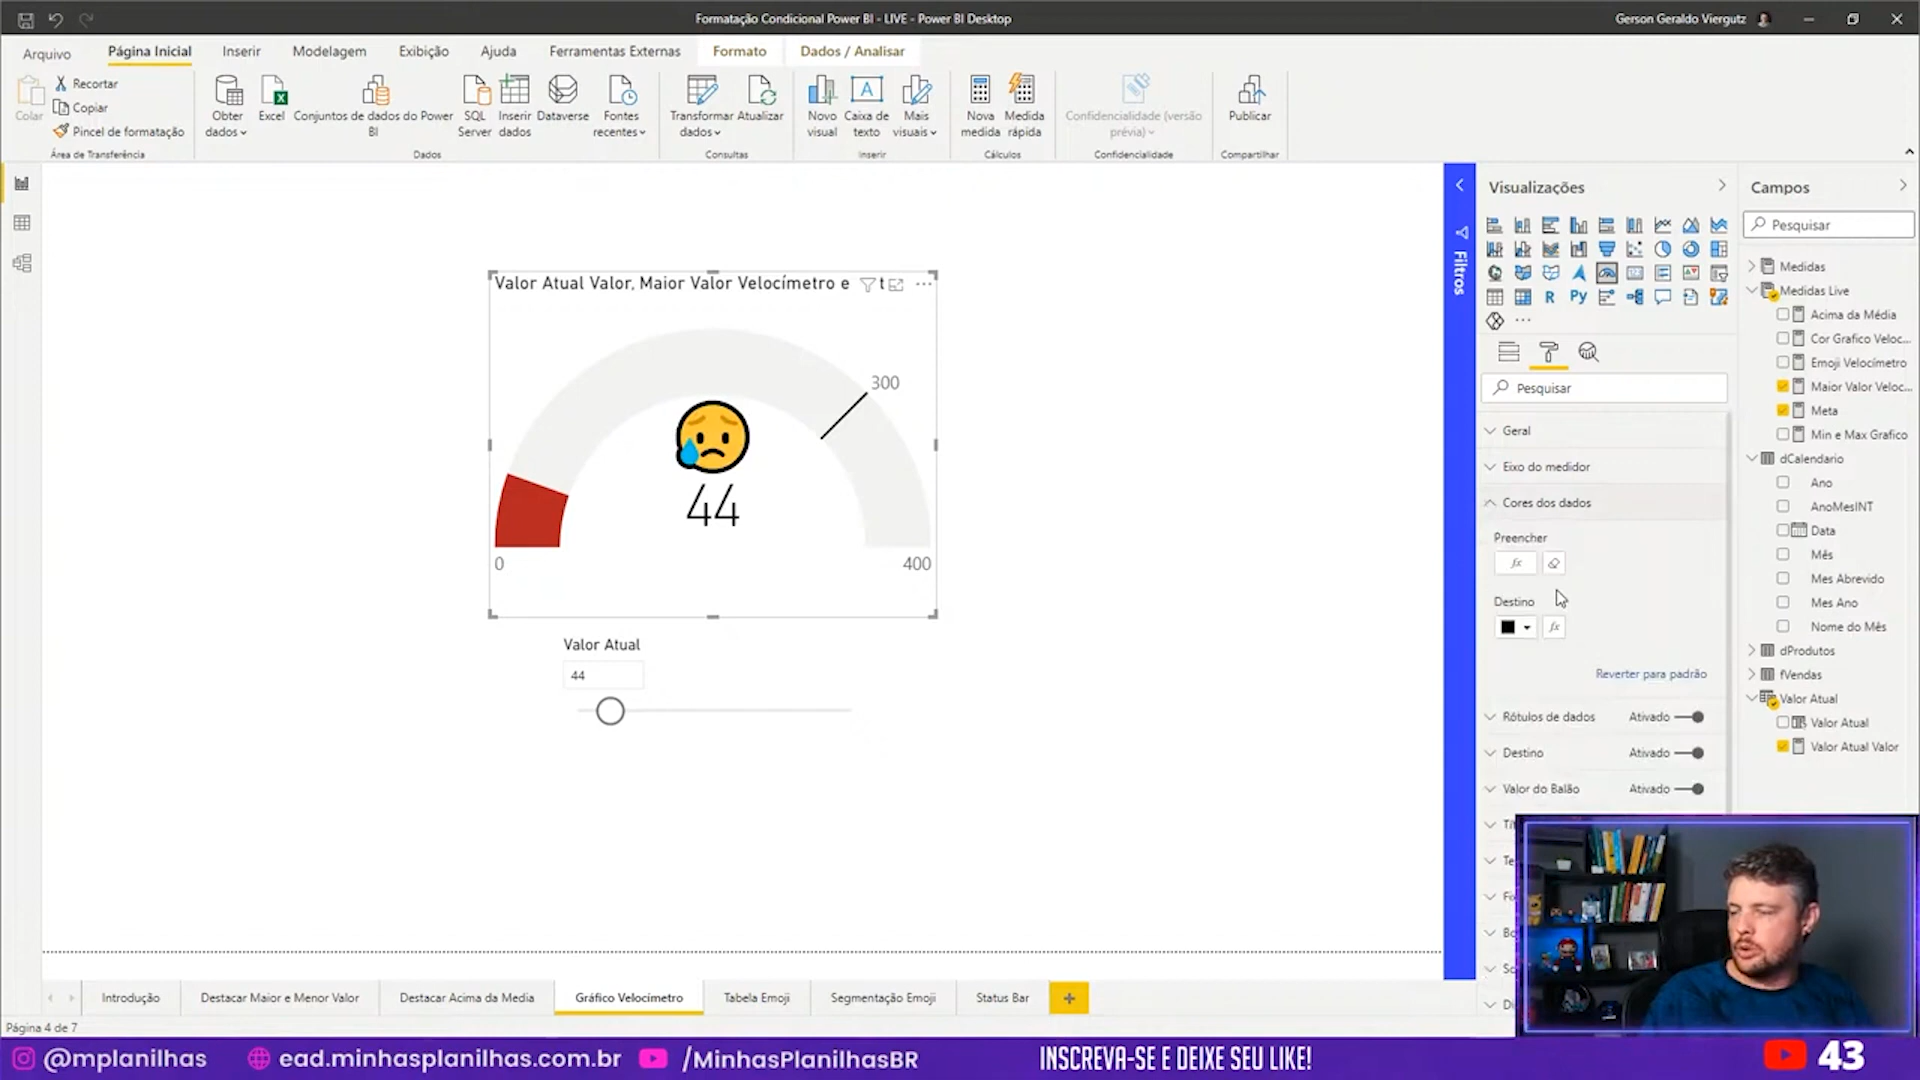 Formatação Condicional Power BI - LIVE - Power BI Desktop
Gerson Geraldo Viergutz
Arquivo
Página Inicial
Inserir
Modelagem
Exibição
Ajuda
Ferramentas Externas
Formato
Dados / Analisar
Colar
Recortar
Copiar
Pincel de formatação
Área de Transferência
Obter dados
Excel
Conjuntos de dados do Power BI
SQL Server
Inserir dados
Dataverse
Fontes recentes
Dados
Transformar dados
Atualizar
Consultas
Novo visual
Caixa de texto
Mais visuais
Inserir
Nova medida
Medida rápida
Cálculos
Confidencialidade (versão prévia)
Confidencialidade
Publicar
Compartilhar
Valor Atual Valor, Maior Valor Velocímetro e t
300
44
0
400
Valor Atual
44
Filtros
Visualizações
R
Py
Pesquisar
Geral
Eixo do medidor
Cores dos dados
Preencher
fx
Destino
fx
Reverter para padrão
Rótulos de dados Ativado
Destino Ativado
Valor do Balão Ativado
Campos
Pesquisar
Medidas
Medidas Live
Acima da Média
Cor Grafico Veloc...
Emoji Velocímetro
Maior Valor Veloc...
Meta
Min e Max Grafico
dCalendario
Ano
AnoMesINT
Data
Mês
Mes Abrevido
Mes Ano
Nome do Mês
dProdutos
fVendas
Valor Atual
Valor Atual
Valor Atual Valor
Introdução
Destacar Maior e Menor Valor
Destacar Acima da Media
Gráfico Velocímetro
Tabela Emoji
Segmentação Emoji
Status Bar
+
Página 4 de 7
@mplanilhas
ead.minhasplanilhas.com.br
/MinhasPlanilhasBR
INSCREVA-SE E DEIXE SEU LIKE!
43